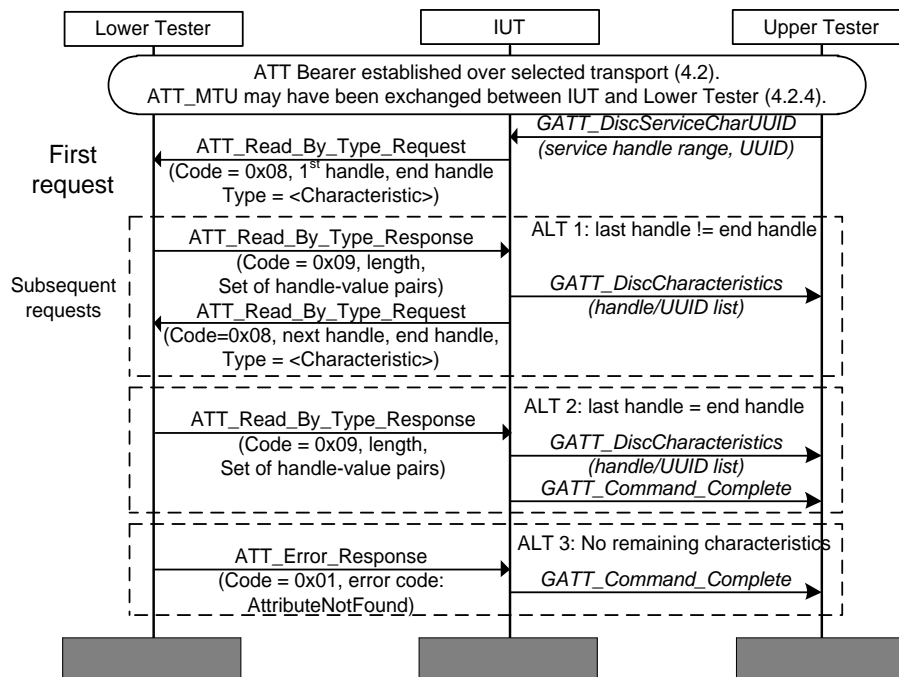 Lower Tester
IUT
Upper Tester
ATT Bearer established over selected transport (4.2).
ATT_MTU may have been exchanged between IUT and Lower Tester (4.2.4).
GATT_DiscServiceCharUUID
(service handle range, UUID)
First
request
ATT_Read_By_Type_Request
(Code = 0x08, 1st handle, end handle
Type = <Characteristic>)
Subsequent
requests
ALT 1: last handle != end handle
ATT_Read_By_Type_Response
(Code = 0x09, length,
Set of handle-value pairs)
GATT_DiscCharacteristics
(handle/UUID list)
ATT_Read_By_Type_Request
(Code=0x08, next handle, end handle,
Type = <Characteristic>)
ALT 2: last handle = end handle
ATT_Read_By_Type_Response
(Code = 0x09, length,
Set of handle-value pairs)
GATT_DiscCharacteristics
(handle/UUID list)
GATT_Command_Complete
ALT 3: No remaining characteristics
ATT_Error_Response
(Code = 0x01, error code:
AttributeNotFound)
GATT_Command_Complete